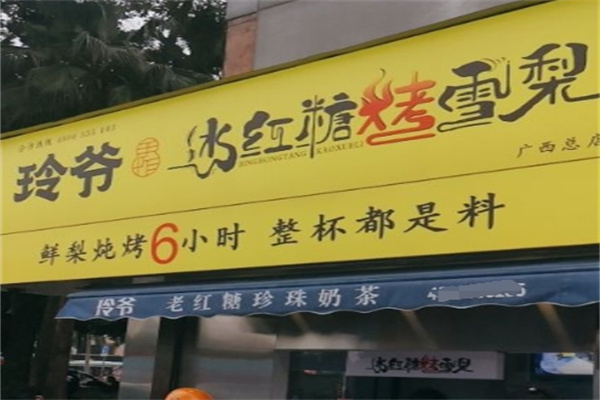 玲爷
冰红糖烤雪梨
广西总店
鲜梨炖烤6小时 整杯都是料
玲爷 老红糖珍珠奶茶
冰红糖烤雪梨